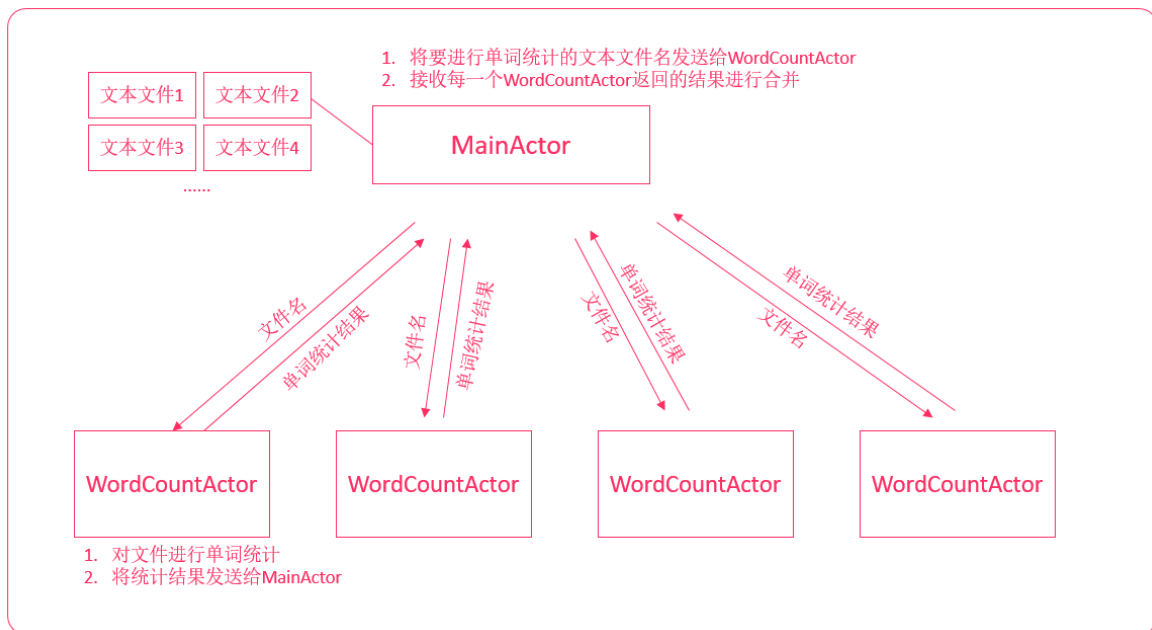 1. 将要进行单词统计的文本文件名发送给WordCountActor
2. 接收每一个WordCountActor返回的结果进行合并
文本文件1
文本文件2
文本文件3
文本文件4
......
MainActor
文件名
单词统计结果
文件名
单词统计结果
文件名
单词统计结果
文件名
单词统计结果
WordCountActor
WordCountActor
WordCountActor
WordCountActor
1. 对文件进行单词统计
2. 将统计结果发送给MainActor